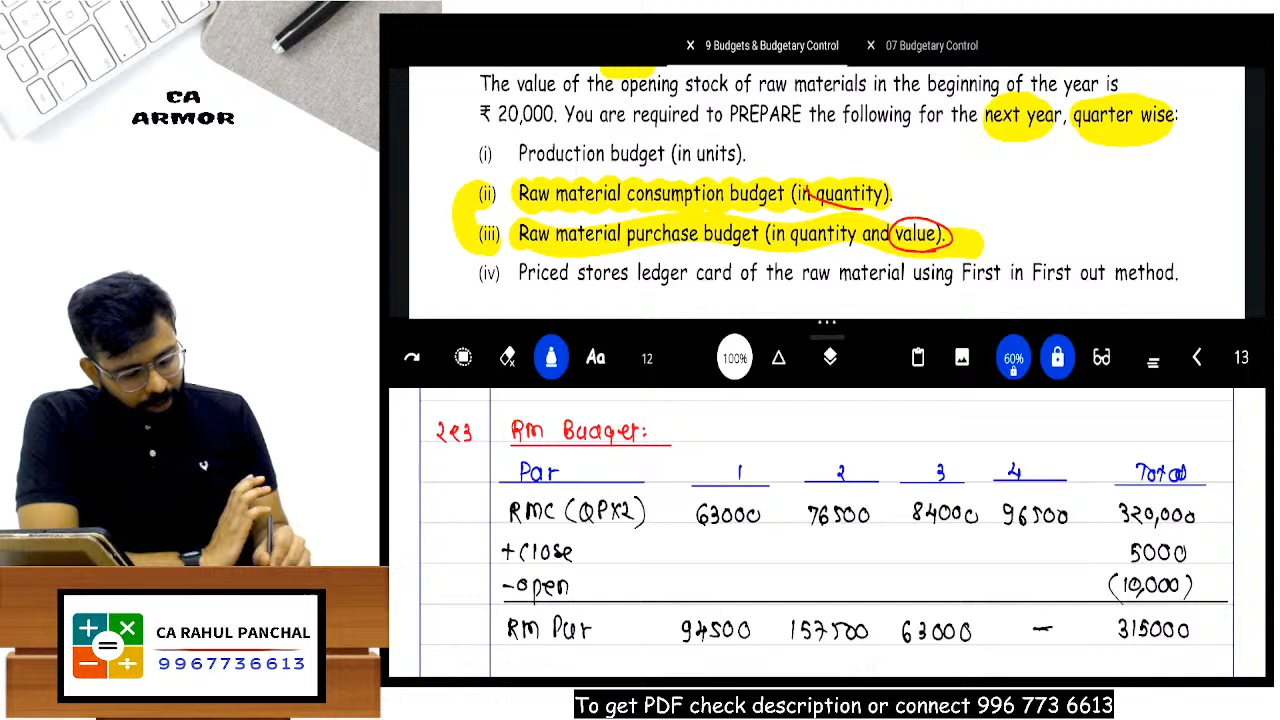 CA
ARMOR
9 Budgets & Budgetary Control
07 Budgetary Control
The value of the opening stock of raw materials in the beginning of the year is
₹ 20,000. You are required to PREPARE the following for the next year, quarter wise:
(i) Production budget (in units).
(ii) Raw material consumption budget (in quantity).
(iii) Raw material purchase budget (in quantity and value).
(iv) Priced stores ledger card of the raw material using First in First out method.
Aa 12 100% 60% 13
2&3 RM Budget:
Par 1 2 3 4 Total
RMC (QPX2) 63000 76500 84000 96500 320,000
+Close 5000
-open (10,000)
RM Pur 94500 157500 63000 - 315000
CA RAHUL PANCHAL
9967736613
To get PDF check description or connect 996 773 6613